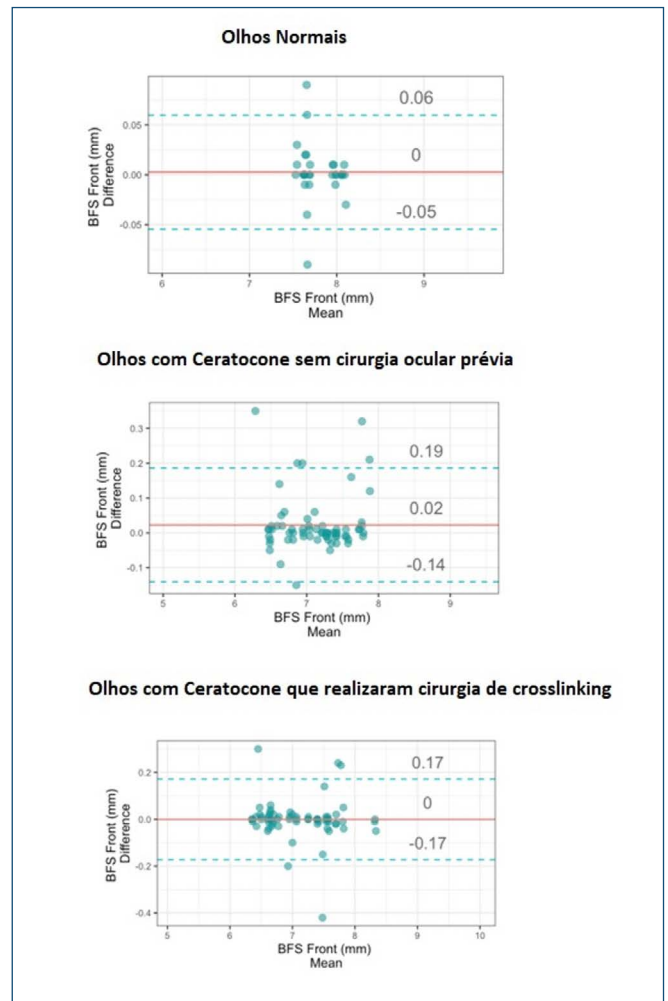 Olhos Normais
0.06
0.05
0
0.00
-0.05
-0.05
BFS Front (mm)
Difference
6
7
8
9
BFS Front (mm)
Mean
Olhos com Ceratocone sem cirurgia ocular prévia
0.3
0.19
0.2
0.1
0.02
0.0
-0.14
-0.1
BFS Front (mm)
Difference
5
6
7
8
9
BFS Front (mm)
Mean
Olhos com Ceratocone que realizaram cirurgia de crosslinking
0.17
0.2
0
0.0
-0.17
-0.2
-0.4
BFS Front (mm)
Difference
5
6
7
8
9
10
BFS Front (mm)
Mean